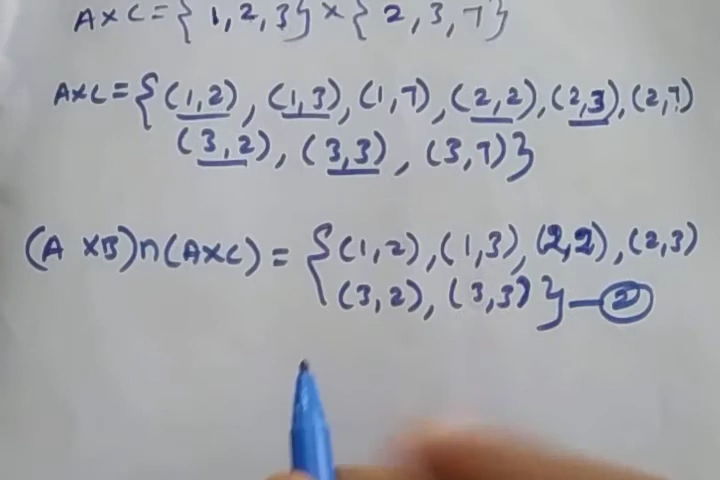 A×C={1,2,3}×{2,3,7}
A×C={(1,2),(1,3),(1,7),(2,2),(2,3),(2,7)
(3,2),(3,3),(3,7)}
(A×B)∩(A×C)={(1,2),(1,3),(2,2),(2,3)
(3,2),(3,3)}—②